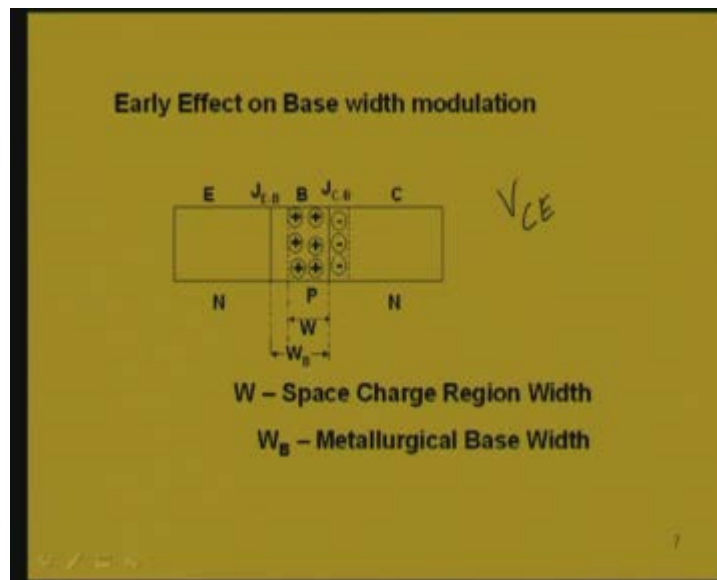 Early Effect on Base width modulation
E J E-B B J C-B C
V CE
+ + -
+ + -
+ + -
N P N
W
W B
W – Space Charge Region Width
W B – Metallurgical Base Width
7